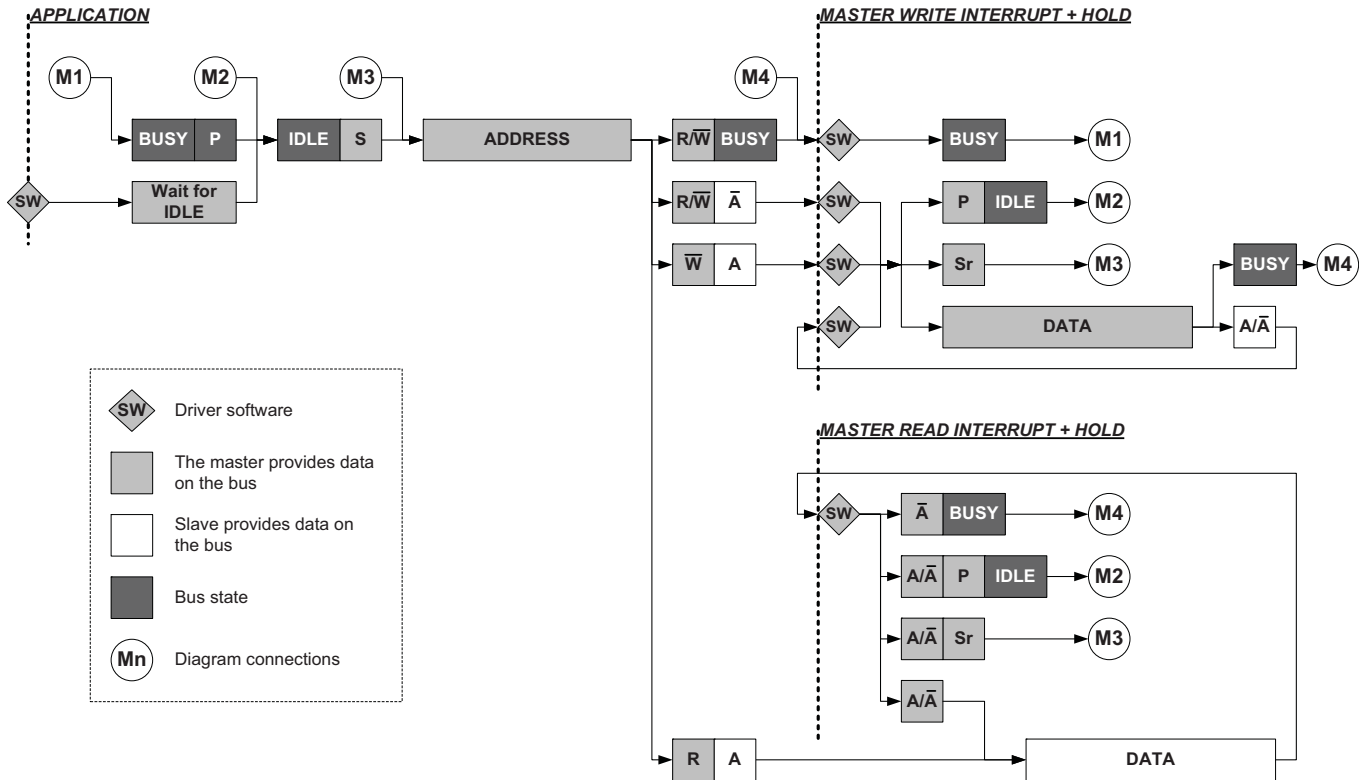 APPLICATION
MASTER WRITE INTERRUPT + HOLD
M1
M2
M3
M4
BUSY P
IDLE S
ADDRESS
R/W̅ BUSY
SW
BUSY
M1
SW
Wait for
IDLE
R/W̅ A̅
SW
P IDLE
M2
W̅ A
SW
Sr
M3
BUSY
M4
SW
DATA
A/A̅
SW Driver software
The master provides data
on the bus
Slave provides data on
the bus
Bus state
Mn Diagram connections
MASTER READ INTERRUPT + HOLD
SW
A̅ BUSY
M4
A/A̅ P IDLE
M2
A/A̅ Sr
M3
A/A̅
R A
DATA